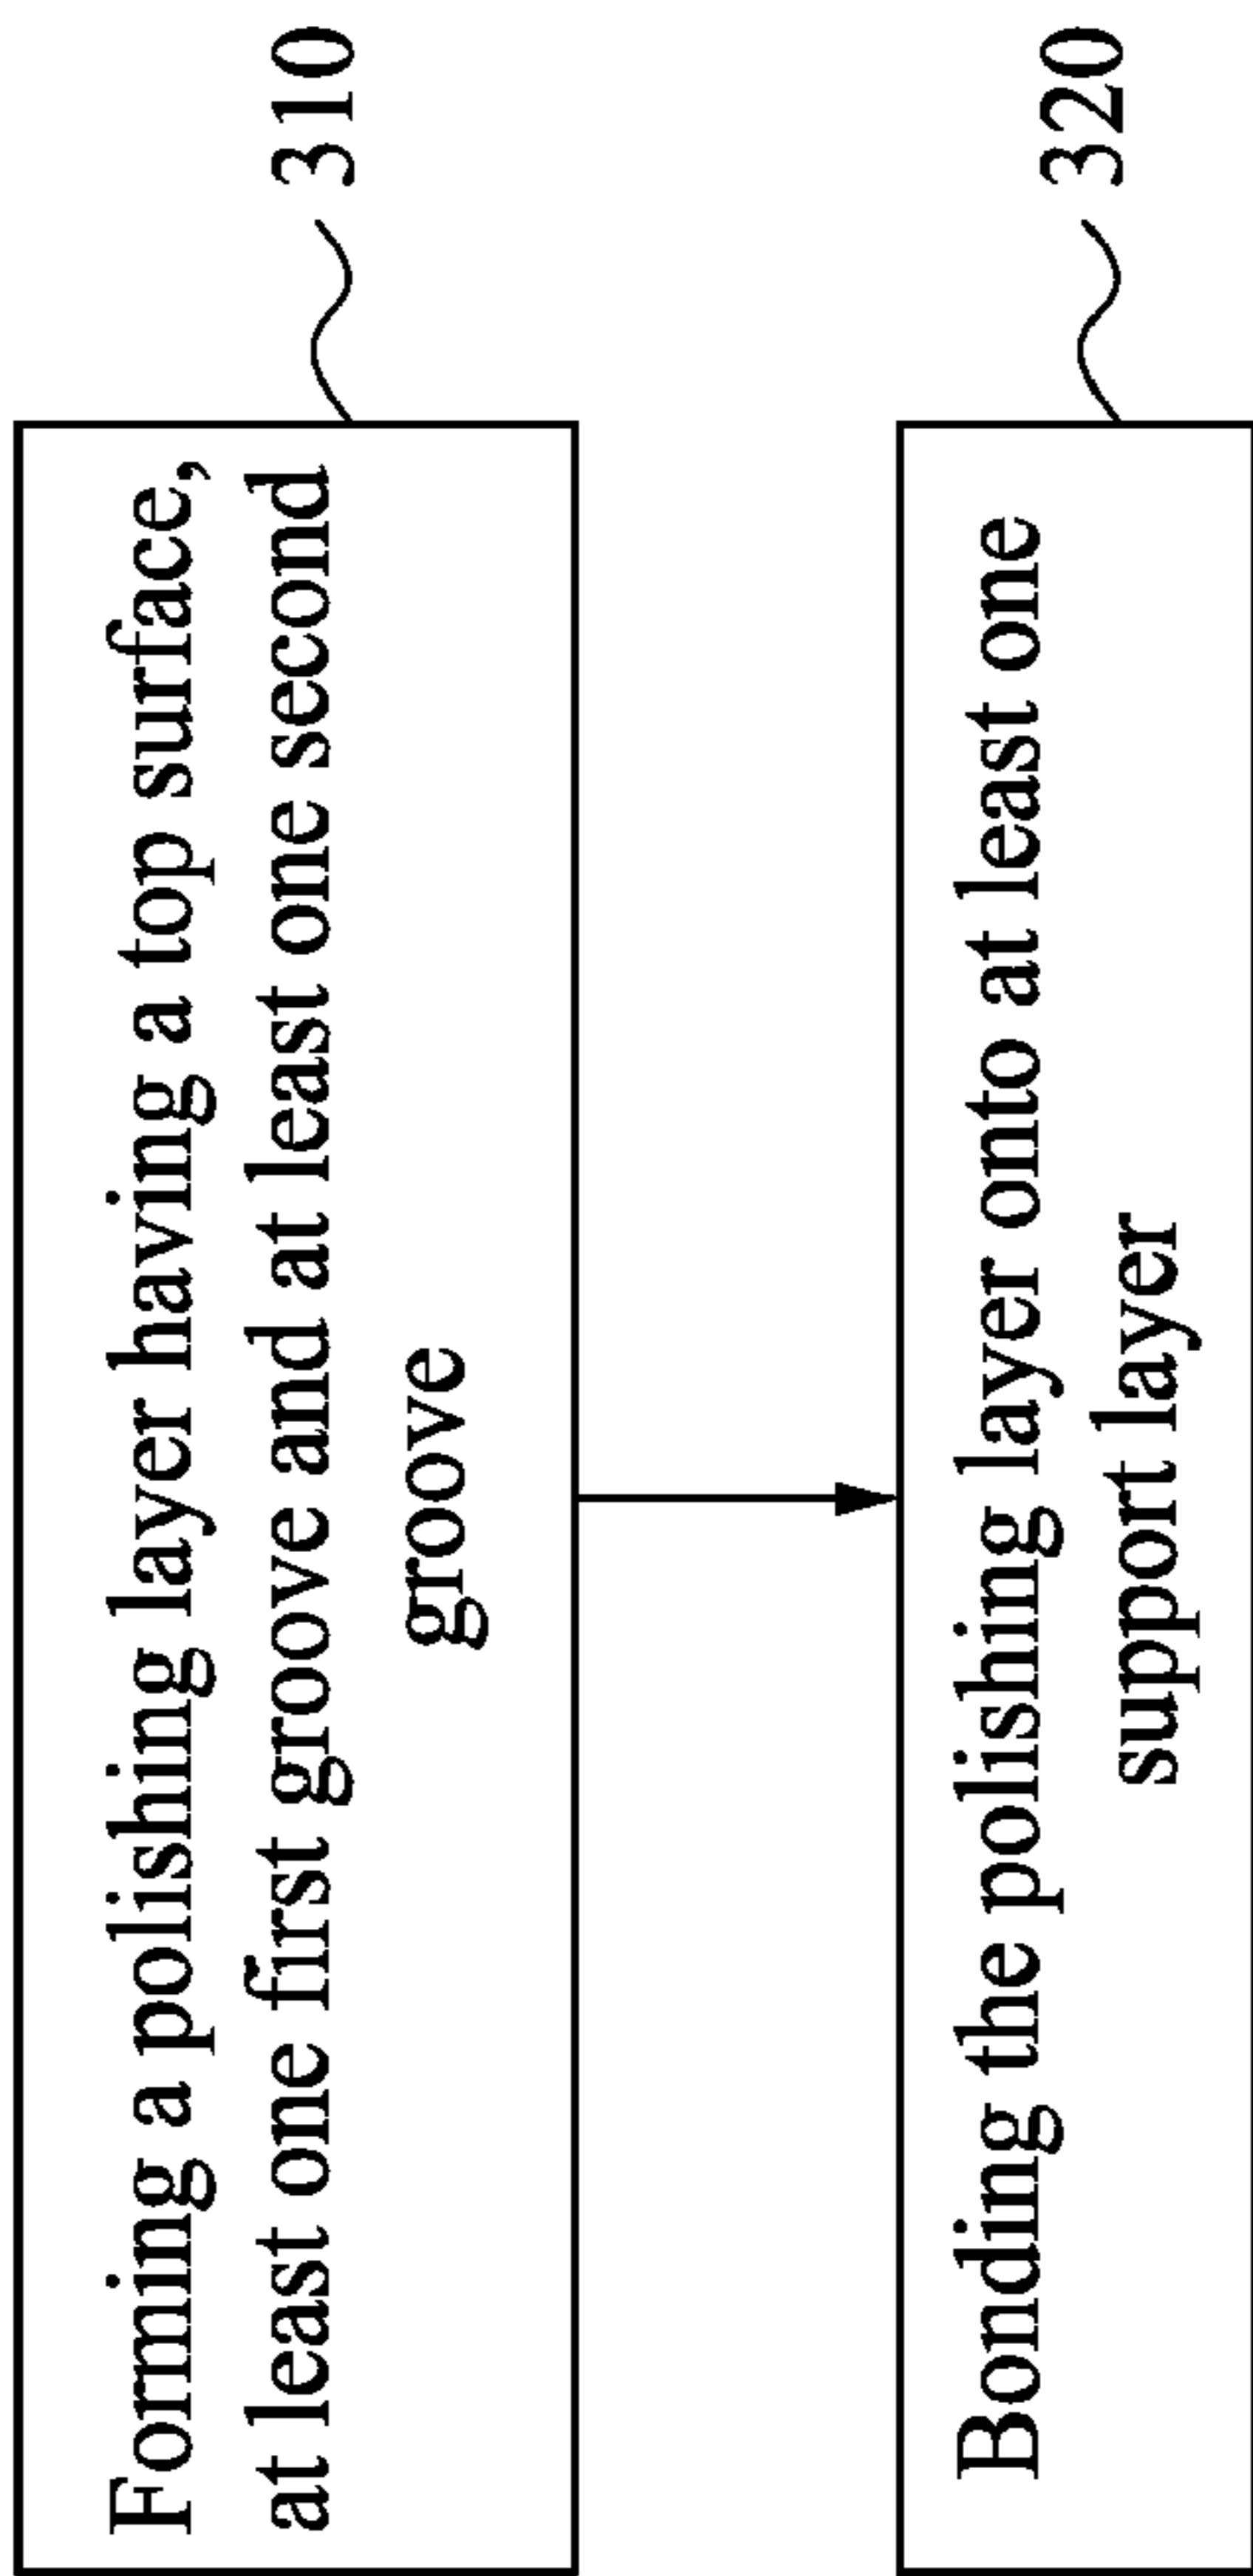 Forming a polishing layer having a top surface,
at least one first groove and at least one second
groove
310
Bonding the polishing layer onto at least one
support layer
320